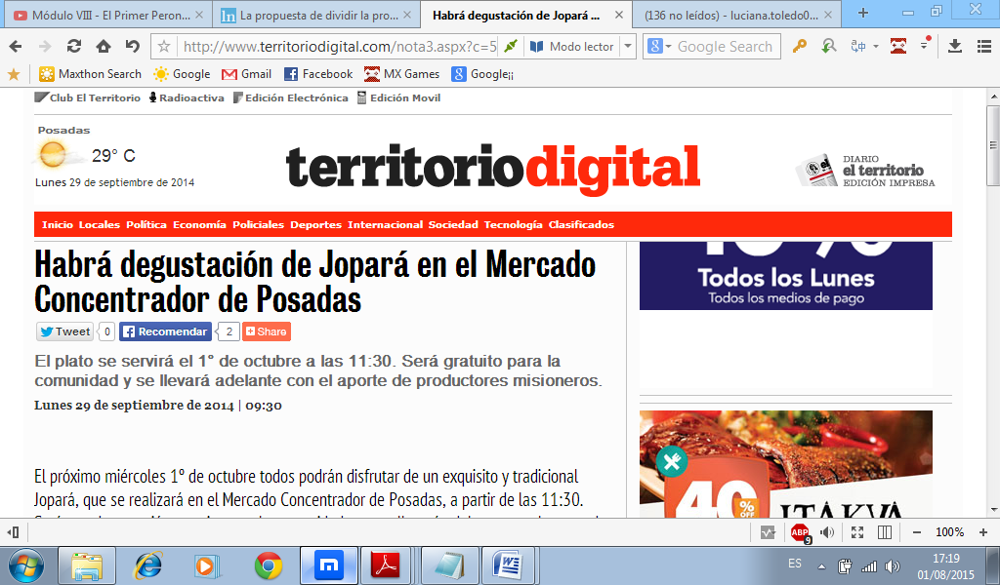 Módulo VIII - El Primer Peron...
La propuesta de dividir la pro...
Habrá degustación de Jopará ...
(136 no leídos) - luciana.toledo0...
http://www.territoriodigital.com/nota3.aspx?c=5
Modo lector
Google Search
Maxthon Search
Google
Gmail
Facebook
MX Games
Google¡¡
Club El Territorio
Radioactiva
Edición Electrónica
Edición Movil
Posadas
29° C
Lunes 29 de septiembre de 2014
territoriodigital
DIARIO
el territorio
EDICIÓN IMPRESA
Inicio Locales Política Economía Policiales Deportes Internacional Sociedad Tecnología Clasificados
Habrá degustación de Jopará en el Mercado
Concentrador de Posadas
Tweet 0 Recomendar 2 Share
El plato se servirá el 1° de octubre a las 11:30. Será gratuito para la
comunidad y se llevará adelante con el aporte de productores misioneros.
Lunes 29 de septiembre de 2014 | 09:30
El próximo miércoles 1º de octubre todos podrán disfrutar de un exquisito y tradicional
Jopará, que se realizará en el Mercado Concentrador de Posadas, a partir de las 11:30.
Todos los Lunes
Todos los medios de pago
40%
OFF
ITAKVA
ABP
9
100%
ES
17:19
01/08/2015